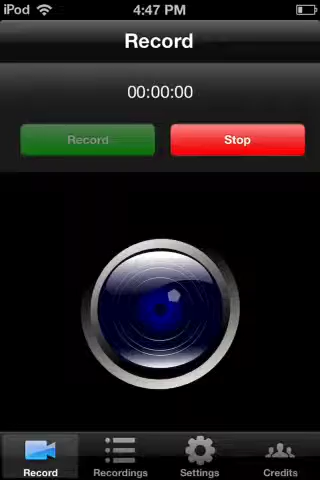 iPod 4:47 PM
Record
00:00:00
Record Stop
Record Recordings Settings Credits